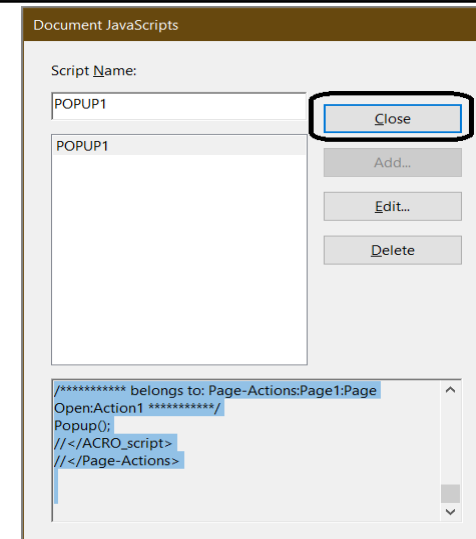 Document JavaScripts
Script Name:
POPUP1
Close
POPUP1
Add...
Edit...
Delete
/*********** belongs to: Page-Actions:Page1:Page
Open:Action1 ***********/
Popup();
//</ACRO_script>
//</Page-Actions>